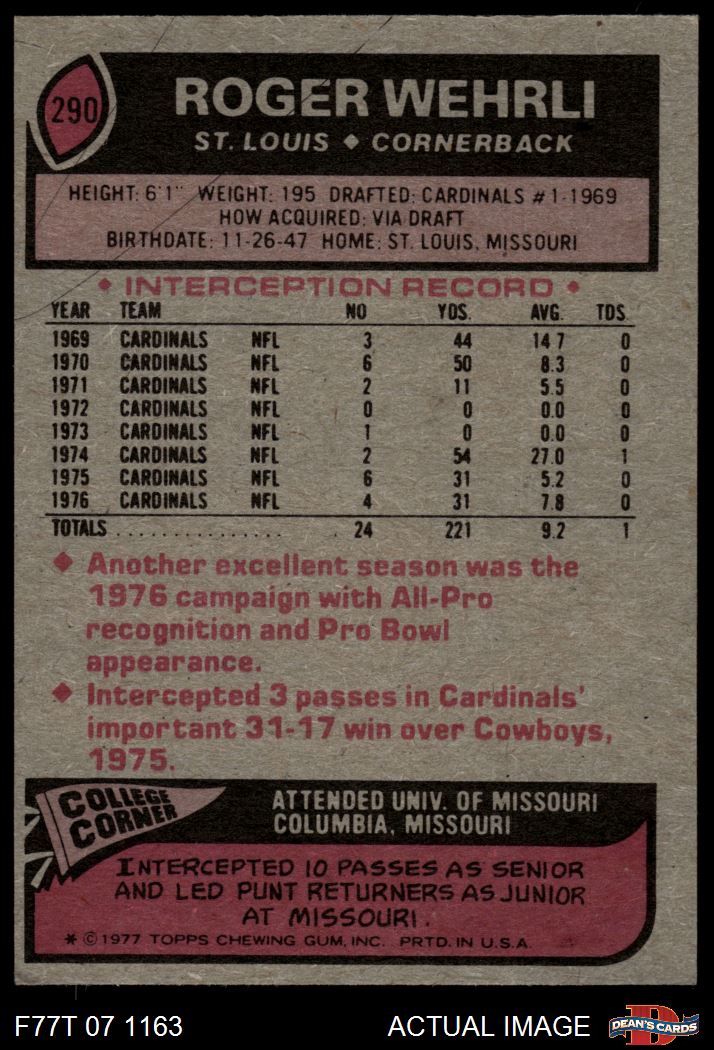 290
ROGER WEHRLI
ST. LOUIS ◆ CORNERBACK
HEIGHT: 6'1" WEIGHT: 195 DRAFTED: CARDINALS #1-1969
HOW ACQUIRED: VIA DRAFT
BIRTHDATE: 11-26-47 HOME: ST. LOUIS, MISSOURI
◆ INTERCEPTION RECORD ◆
YEAR TEAM NO YDS. AVG. TDS.
1969 CARDINALS NFL 3 44 14.7 0
1970 CARDINALS NFL 6 50 8.3 0
1971 CARDINALS NFL 2 11 5.5 0
1972 CARDINALS NFL 0 0 0.0 0
1973 CARDINALS NFL 1 0 0.0 0
1974 CARDINALS NFL 2 54 27.0 1
1975 CARDINALS NFL 6 31 5.2 0
1976 CARDINALS NFL 4 31 7.8 0
TOTALS . . . . . . . . . . . . . . . . . 24 221 9.2 1
◆ Another excellent season was the
1976 campaign with All-Pro
recognition and Pro Bowl
appearance.
◆ Intercepted 3 passes in Cardinals'
important 31-17 win over Cowboys,
1975.
COLLEGE
CORNER
ATTENDED UNIV. OF MISSOURI
COLUMBIA, MISSOURI
INTERCEPTED 10 PASSES AS SENIOR
AND LED PUNT RETURNERS AS JUNIOR
AT MISSOURI.
* © 1977 TOPPS CHEWING GUM, INC. PRTD. IN U.S.A.
F77T 07 1163 ACTUAL IMAGE
D
DEAN'S CARDS